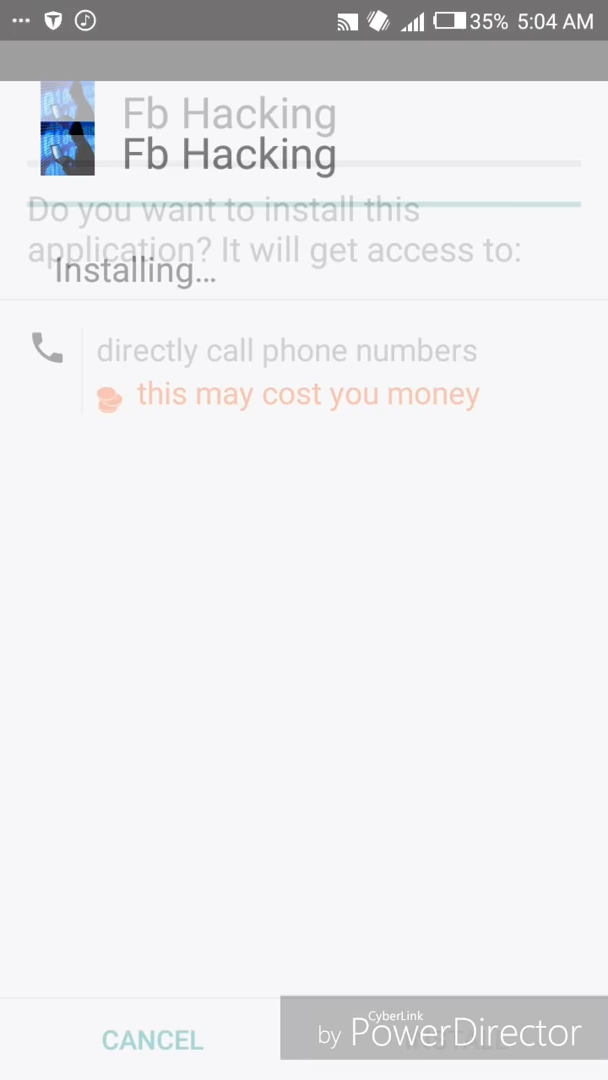 35% 5:04 AM
Fb Hacking
Fb Hacking
Do you want to install this
application? It will get access to:
Installing...
directly call phone numbers
this may cost you money
CANCEL
CyberLink
by PowerDirector